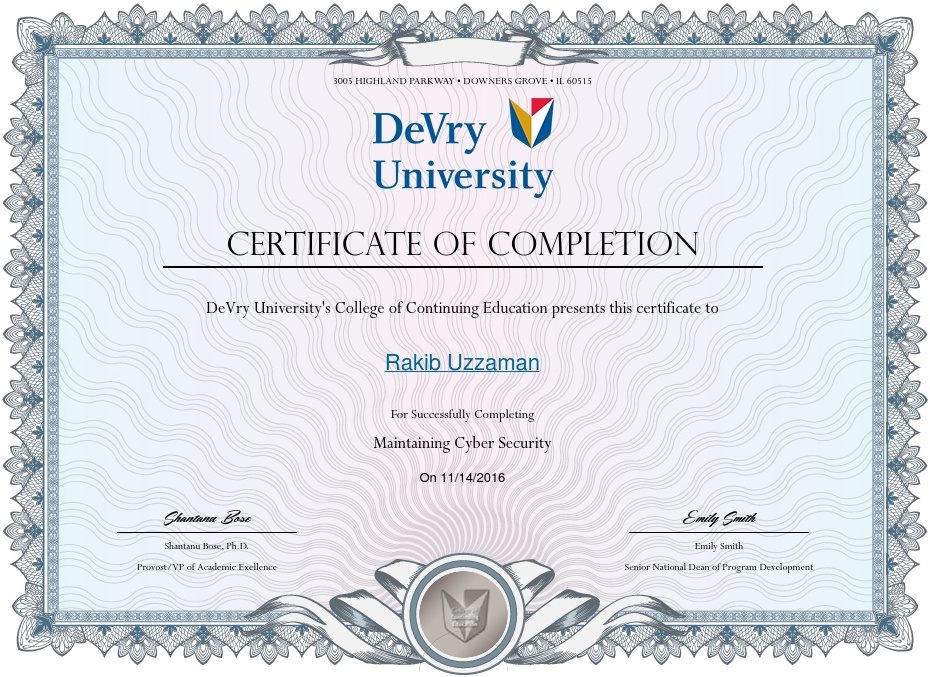 3005 HIGHLAND PARKWAY • DOWNERS GROVE • IL 60515
DeVry
University
CERTIFICATE OF COMPLETION
DeVry University's College of Continuing Education presents this certificate to
Rakib Uzzaman
For Successfully Completing
Maintaining Cyber Security
On 11/14/2016
Shantanu Bose
Emily Smith
Shantanu Bose, Ph.D.
Emily Smith
Provost/VP of Academic Exellence
Senior National Dean of Program Development